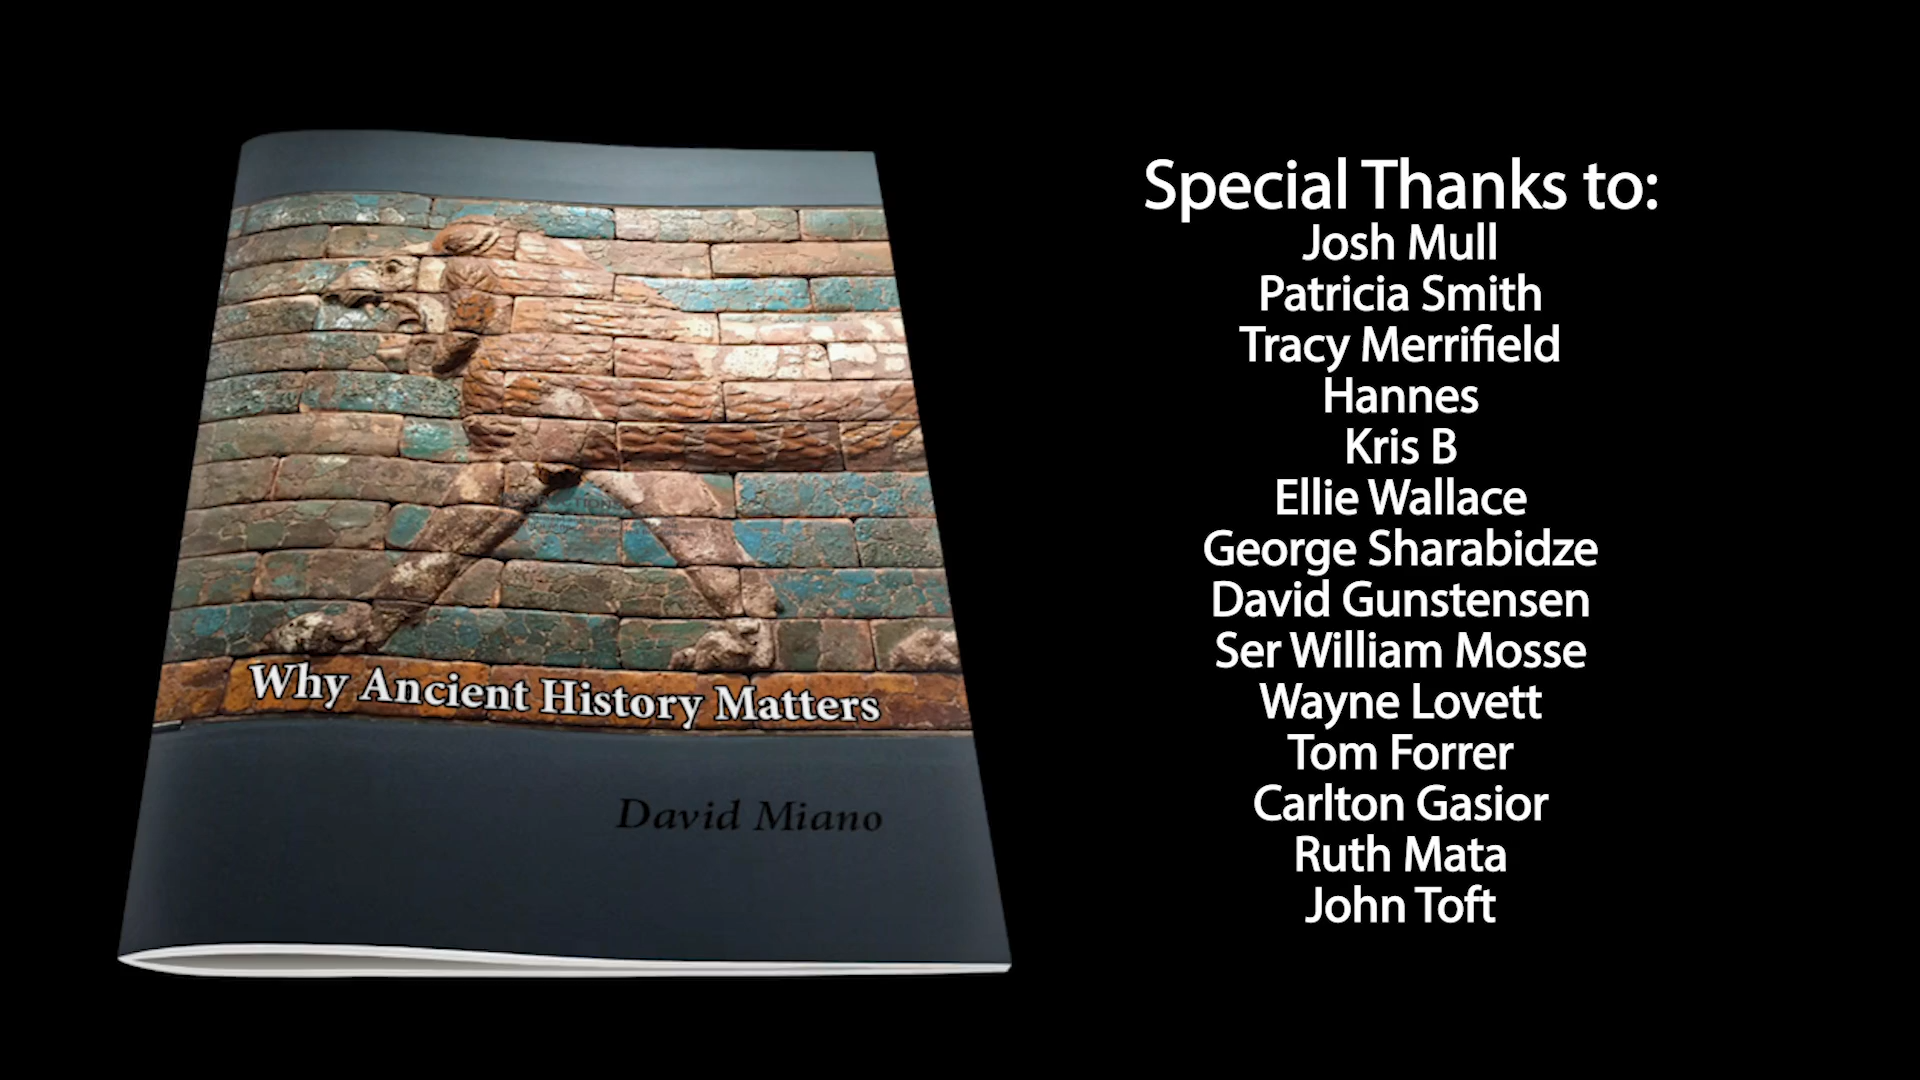 Why Ancient History Matters
David Miano
Special Thanks to:
Josh Mull
Patricia Smith
Tracy Merrifield
Hannes
Kris B
Ellie Wallace
George Sharabidze
David Gunstensen
Ser William Mosse
Wayne Lovett
Tom Forrer
Carlton Gasior
Ruth Mata
John Toft